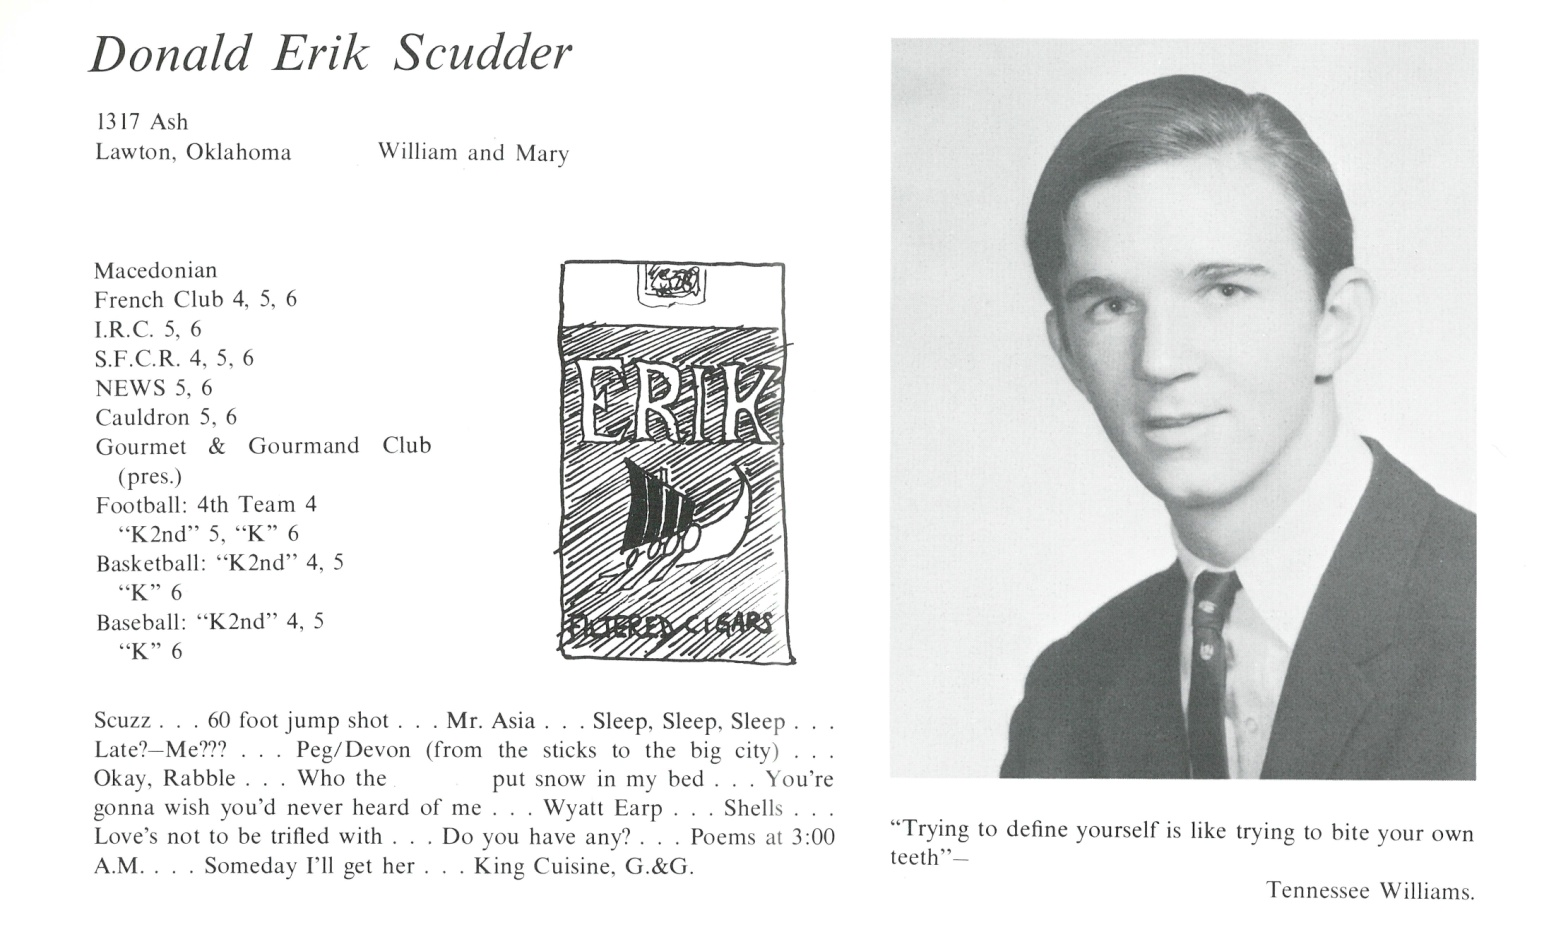 Donald Erik Scudder
1317 Ash
Lawton, Oklahoma William and Mary
Macedonian
French Club 4, 5, 6
I.R.C. 5, 6
S.F.C.R. 4, 5, 6
NEWS 5, 6
Cauldron 5, 6
Gourmet & Gourmand Club
(pres.)
Football: 4th Team 4
“K2nd” 5, “K” 6
Basketball: “K2nd” 4, 5
“K” 6
Baseball: “K2nd” 4, 5
“K” 6
ERIK
FILTERED CIGARS
Scuzz . . . 60 foot jump shot . . . Mr. Asia . . . Sleep, Sleep, Sleep . . .
Late?—Me??? . . . Peg/Devon (from the sticks to the big city) . . .
Okay, Rabble . . . Who the put snow in my bed . . . You're
gonna wish you'd never heard of me . . . Wyatt Earp . . . Shells . . .
Love's not to be trifled with . . . Do you have any? . . . Poems at 3:00
A.M. . . . Someday I'll get her . . . King Cuisine, G.&G.
“Trying to define yourself is like trying to bite your own
teeth”—
Tennessee Williams.